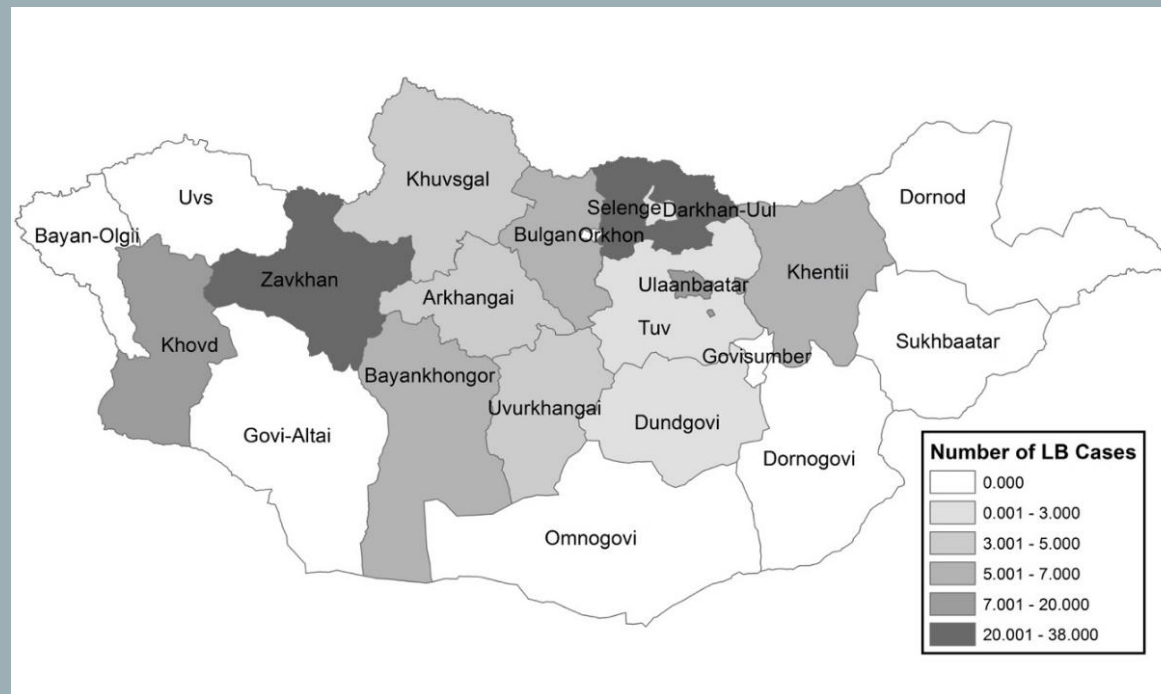 Uvs
Bayan-Olgii
Khovd
Zavkhan
Govi-Altai
Khuvsgal
Arkhangai
Bayankhongor
Uvurkhangai
Bulgan
Orkhon
Selenge
Darkhan-Uul
Ulaanbaatar
Tuv
Govisumber
Dundgovi
Omnogovi
Dornogovi
Khentii
Dornod
Sukhbaatar
Number of LB Cases
0.000
0.001 - 3.000
3.001 - 5.000
5.001 - 7.000
7.001 - 20.000
20.001 - 38.000